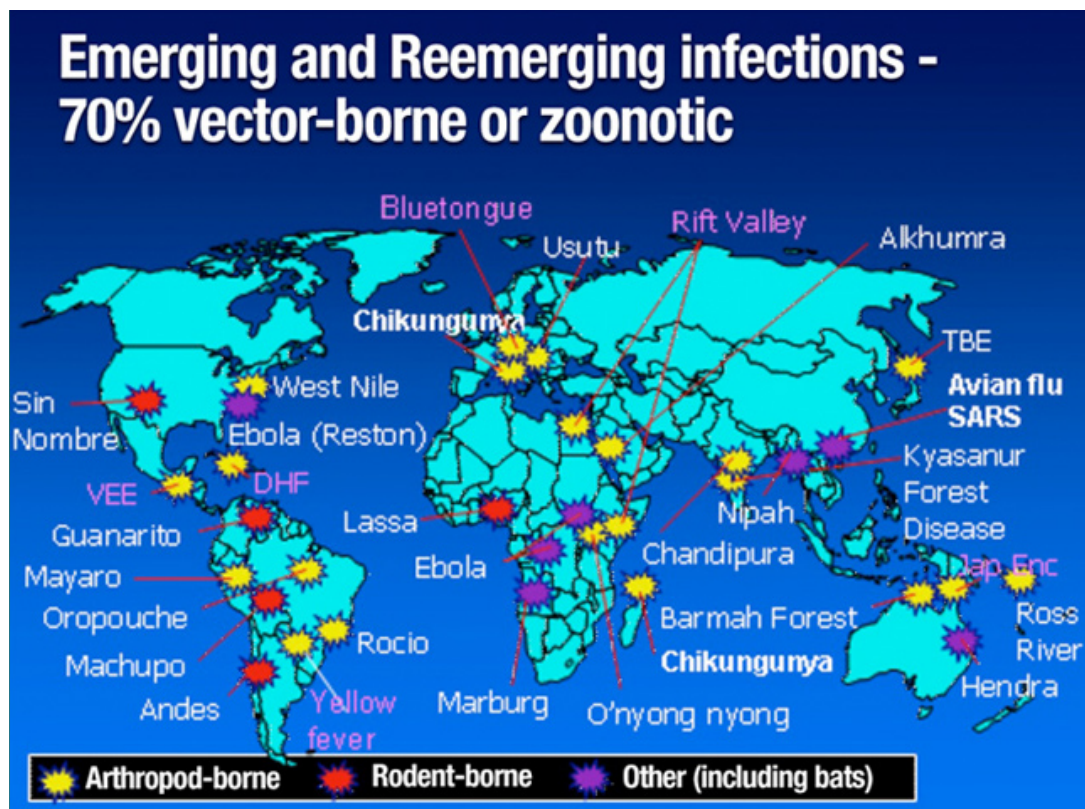 Emerging and Reemerging infections -
70% vector-borne or zoonotic
Bluetongue
Rift Valley
Usutu
Alkhumra
Chikungunya
TBE
West Nile
Avian flu
SARS
Sin
Nombre
Ebola (Reston)
Kyasanur
Forest
Disease
VEE
DHF
Guanarito
Lassa
Nipah
Chandipura
Ebola
Mayaro
Jap Enc
Oropouche
Barmah Forest
Ross
River
Rocio
Machupo
Chikungunya
Hendra
Andes
Yellow
fever
Marburg
O'nyong nyong
Arthropod-borne
Rodent-borne
Other (including bats)